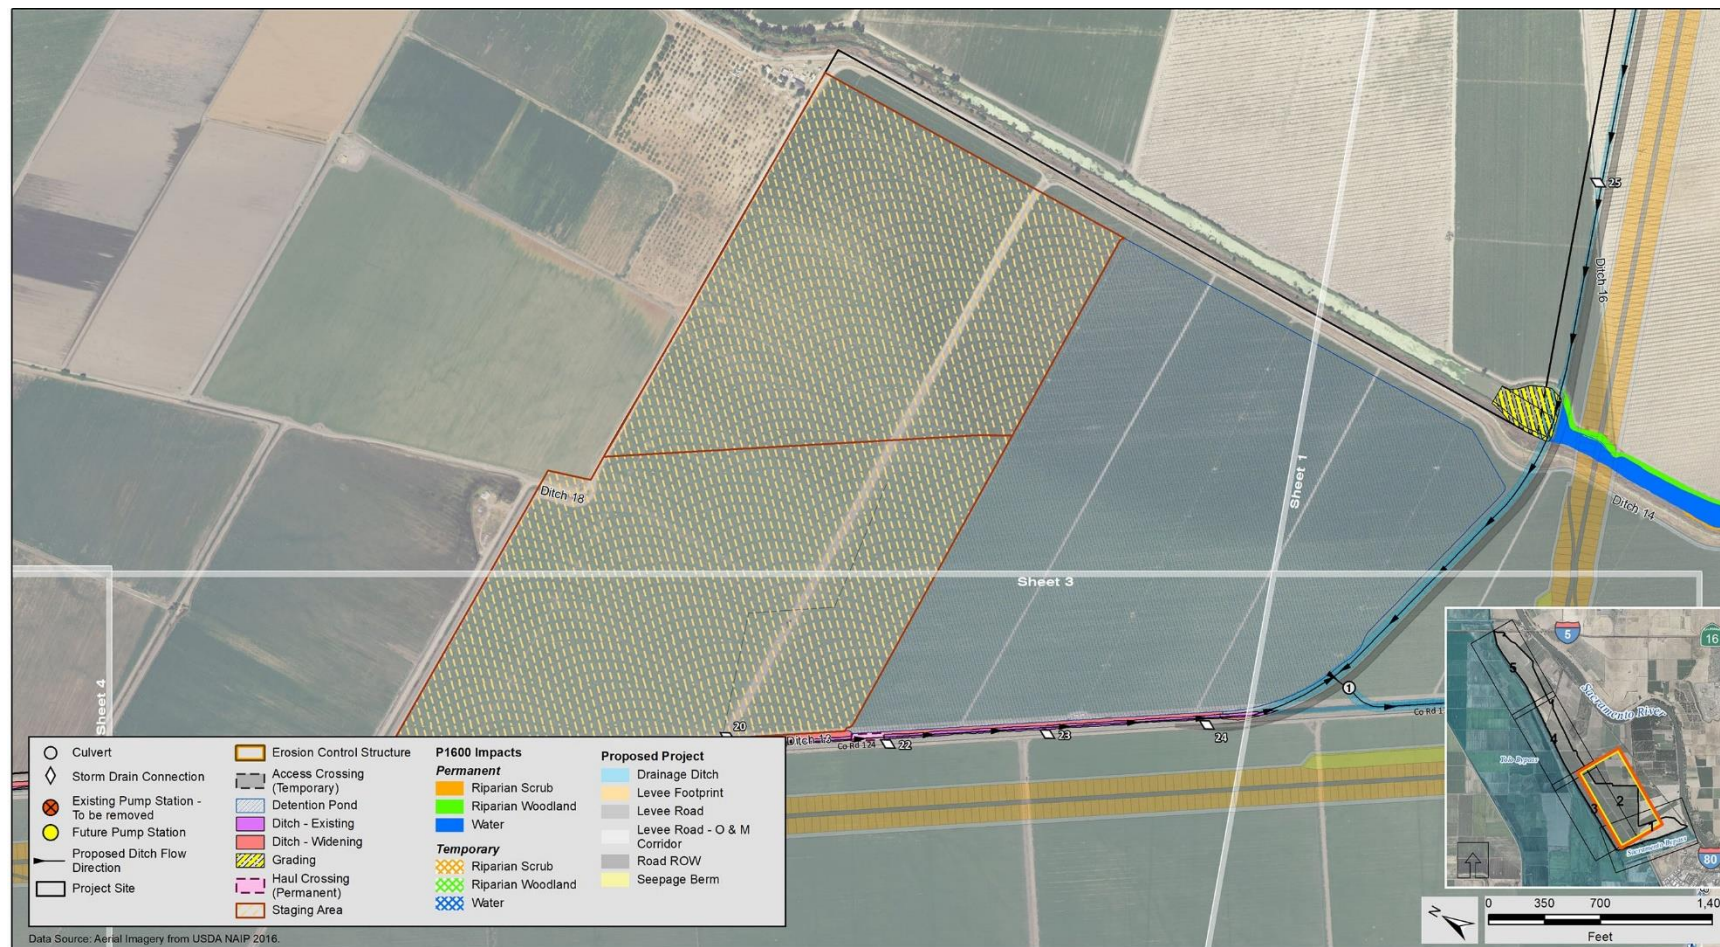 25
Ditch 16
Sheet 1
Ditch 18
Ditch 14
Sheet 3
Sheet 4
1
20
Ditch 13
Co Rd 124
22
23
24
Co Rd 1
Culvert
Storm Drain Connection
Existing Pump Station -
To be removed
Future Pump Station
Proposed Ditch Flow
Direction
Project Site
Erosion Control Structure
Access Crossing
(Temporary)
Detention Pond
Ditch - Existing
Ditch - Widening
Grading
Haul Crossing
(Permanent)
Staging Area
P1600 Impacts
Permanent
Riparian Scrub
Riparian Woodland
Water
Temporary
Riparian Scrub
Riparian Woodland
Water
Proposed Project
Drainage Ditch
Levee Footprint
Levee Road
Levee Road - O & M
Corridor
Road ROW
Seepage Berm
Data Source: Aerial Imagery from USDA NAIP 2016.
5
16
5
Sacramento River
4
Yolo Bypass
3
2
1
Sacramento Bypass
80
N
0 350 700 1,40
Feet